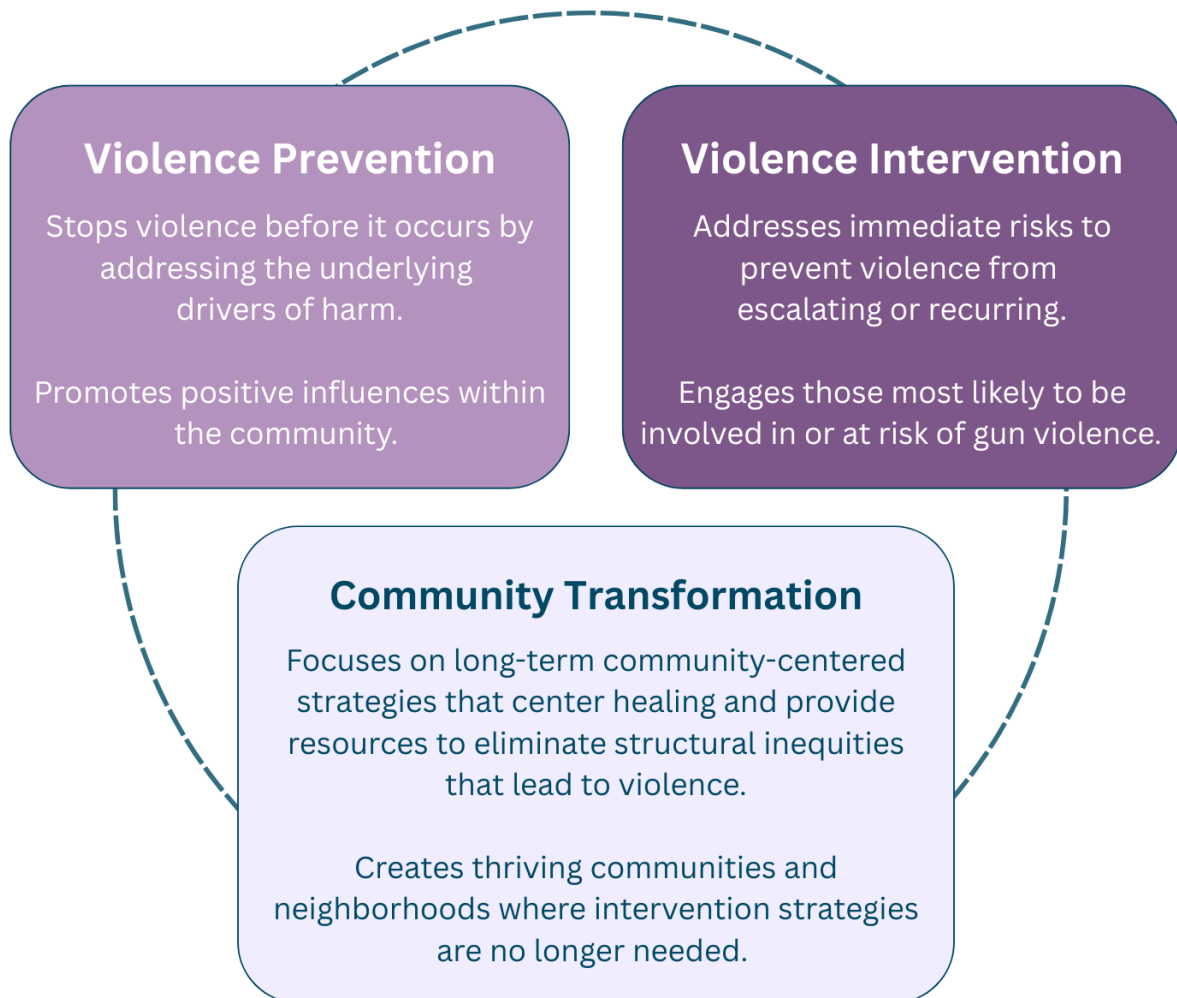 Violence Prevention
Stops violence before it occurs by
addressing the underlying
drivers of harm.
Promotes positive influences within
the community.
Violence Intervention
Addresses immediate risks to
prevent violence from
escalating or recurring.
Engages those most likely to be
involved in or at risk of gun violence.
Community Transformation
Focuses on long-term community-centered
strategies that center healing and provide
resources to eliminate structural inequities
that lead to violence.
Creates thriving communities and
neighborhoods where intervention strategies
are no longer needed.